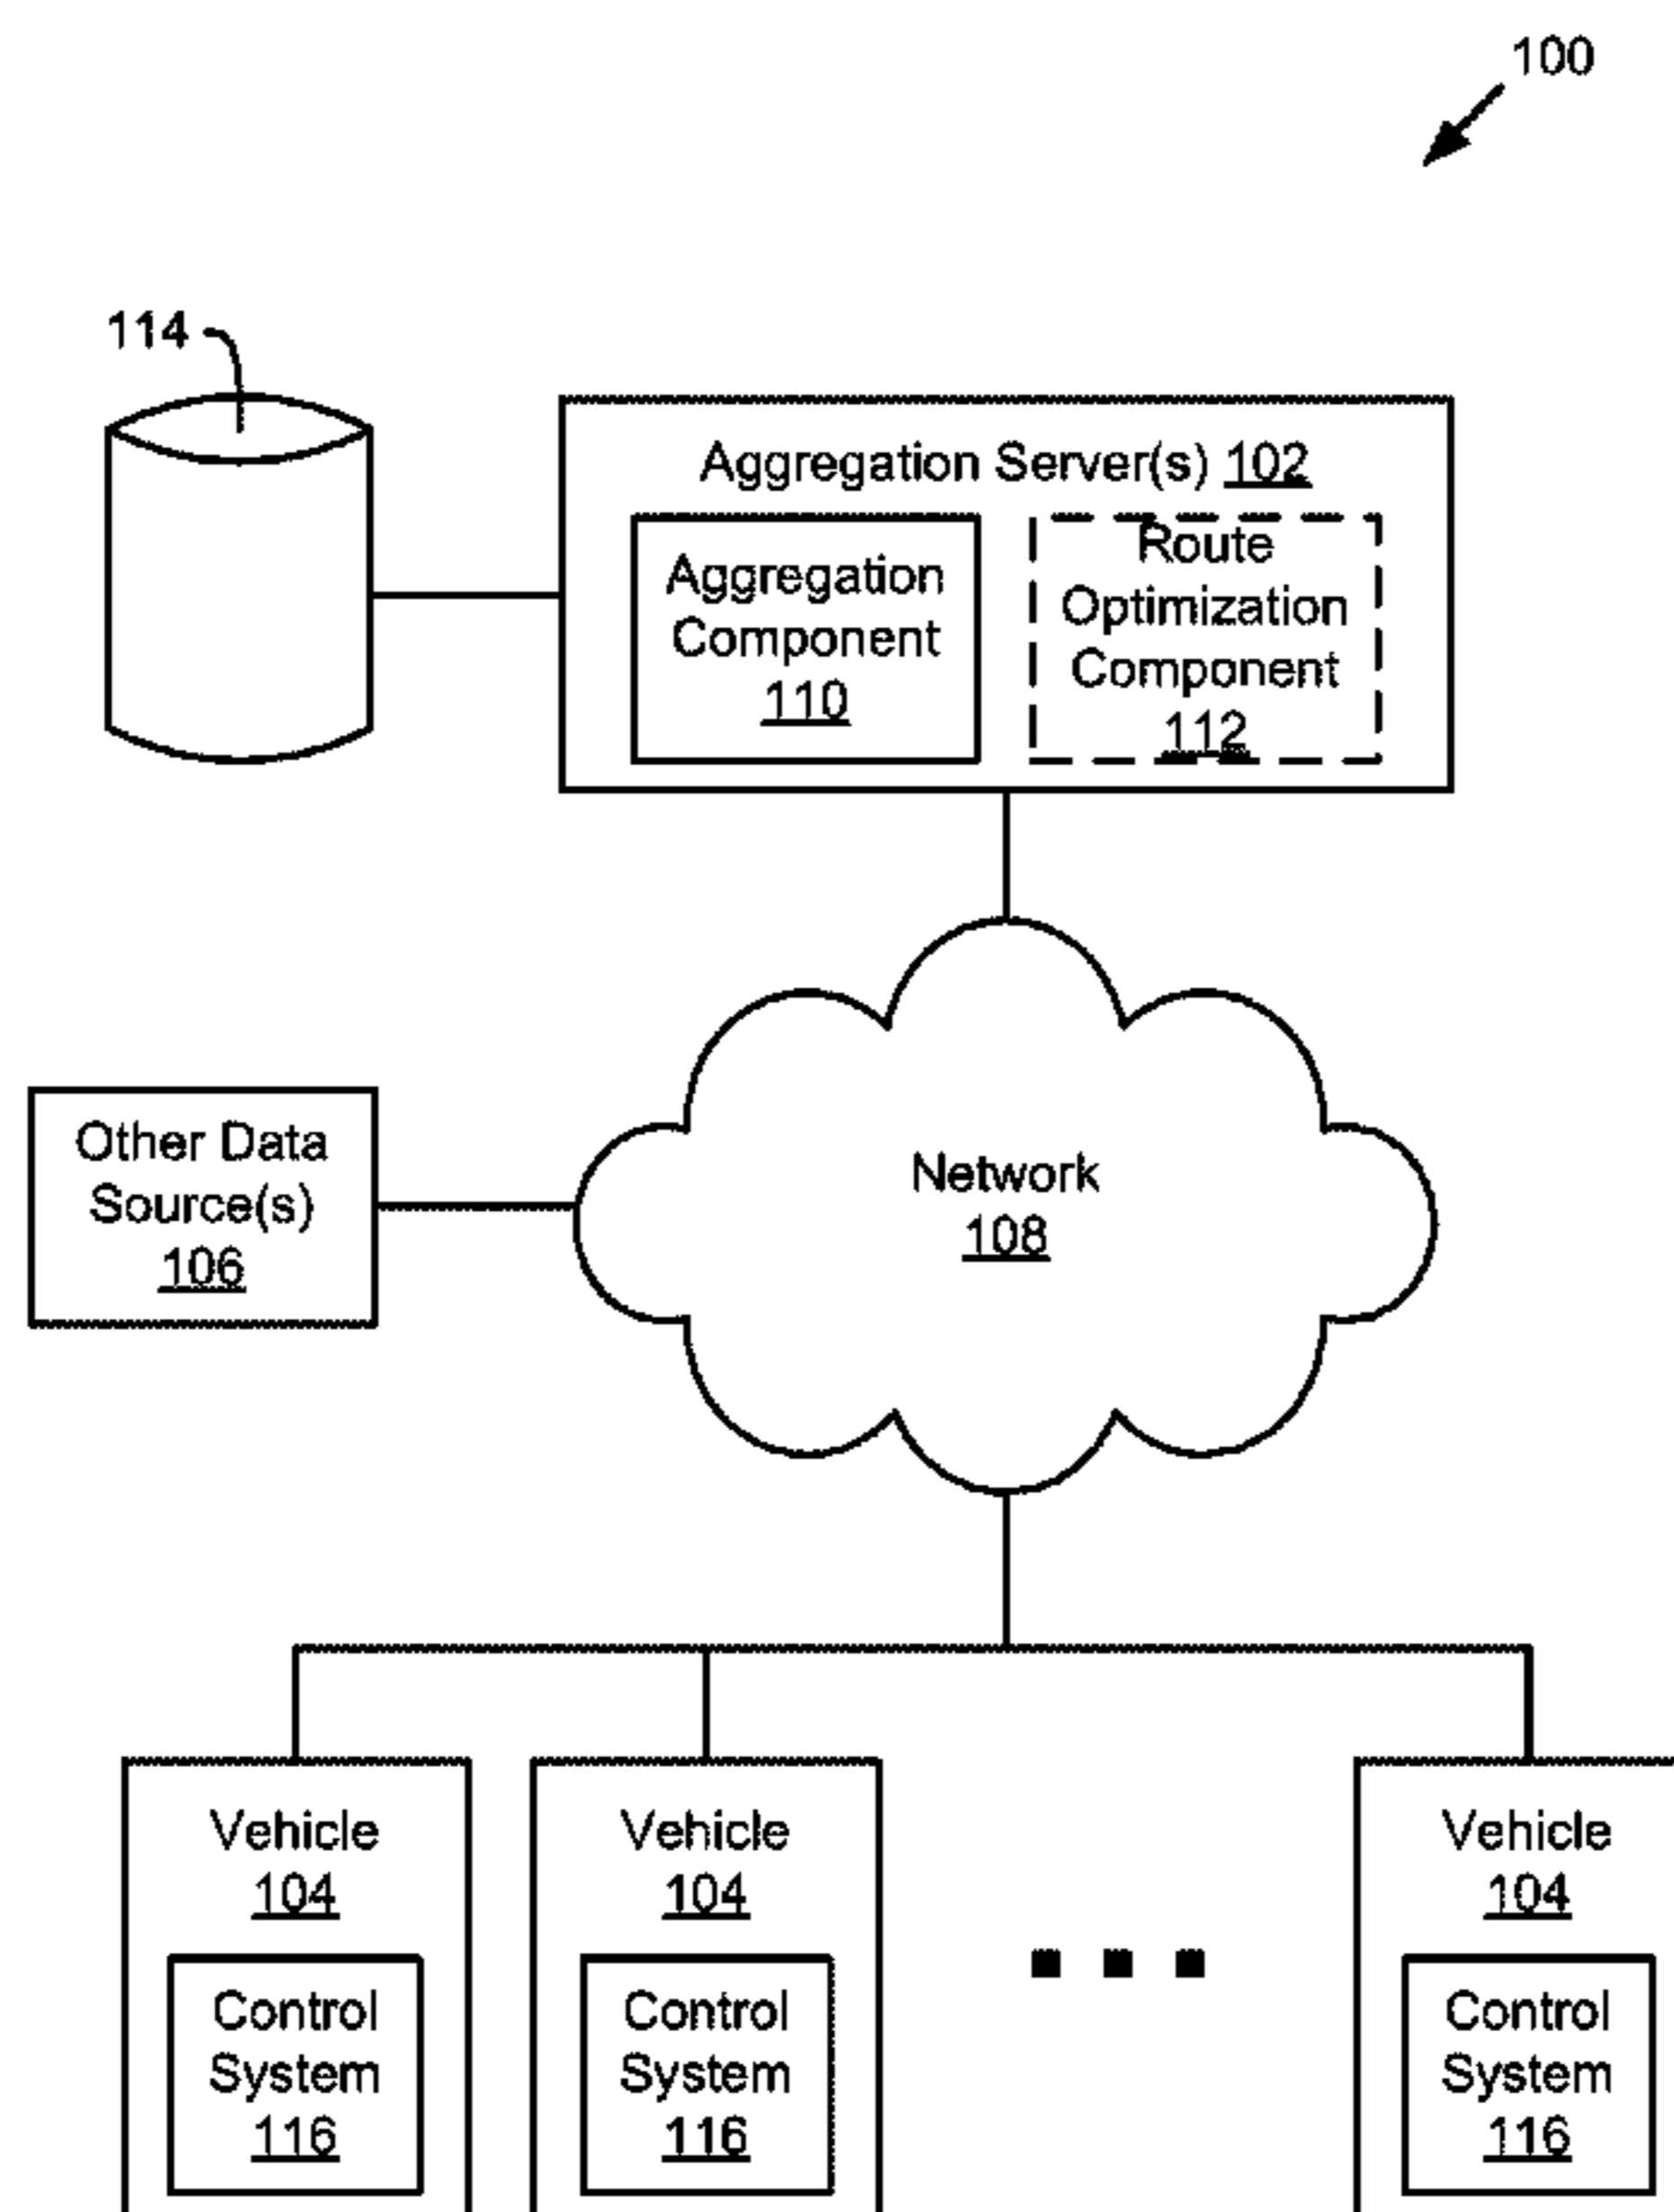 100
114
Aggregation Server(s) 102
Aggregation
Component
110
Route
Optimization
Component
112
Other Data
Source(s)
106
Network
108
Vehicle
104
Control
System
116
Vehicle
104
Control
System
116
Vehicle
104
Control
System
116